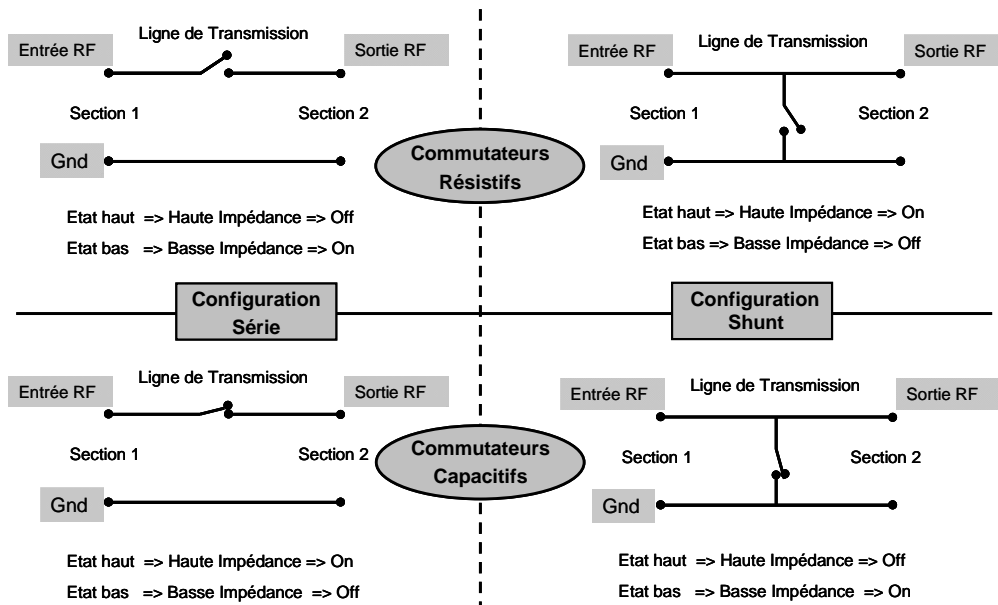 Ligne de Transmission
Entrée RF
Sortie RF
Section 1
Section 2
Gnd
Etat haut => Haute Impédance => Off
Etat bas => Basse Impédance => On
Ligne de Transmission
Entrée RF
Sortie RF
Section 1
Section 2
Gnd
Etat haut => Haute Impédance => On
Etat bas => Basse Impédance => Off
Commutateurs
Résistifs
Configuration
Série
Configuration
Shunt
Ligne de Transmission
Entrée RF
Sortie RF
Section 1
Section 2
Gnd
Etat haut => Haute Impédance => On
Etat bas => Basse Impédance => Off
Commutateurs
Capacitifs
Ligne de Transmission
Entrée RF
Sortie RF
Section 1
Section 2
Gnd
Etat haut => Haute Impédance => Off
Etat bas => Basse Impédance => On